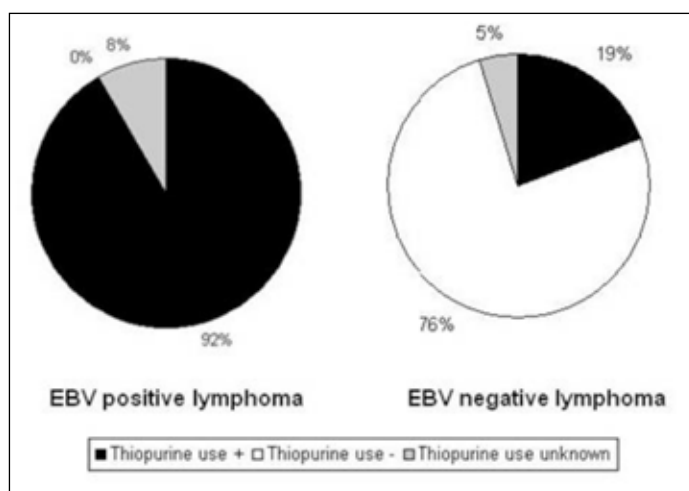 8%
0%
92%
5%
19%
76%
EBV positive lymphoma
EBV negative lymphoma
Thiopurine use + Thiopurine use - Thiopurine use unknown